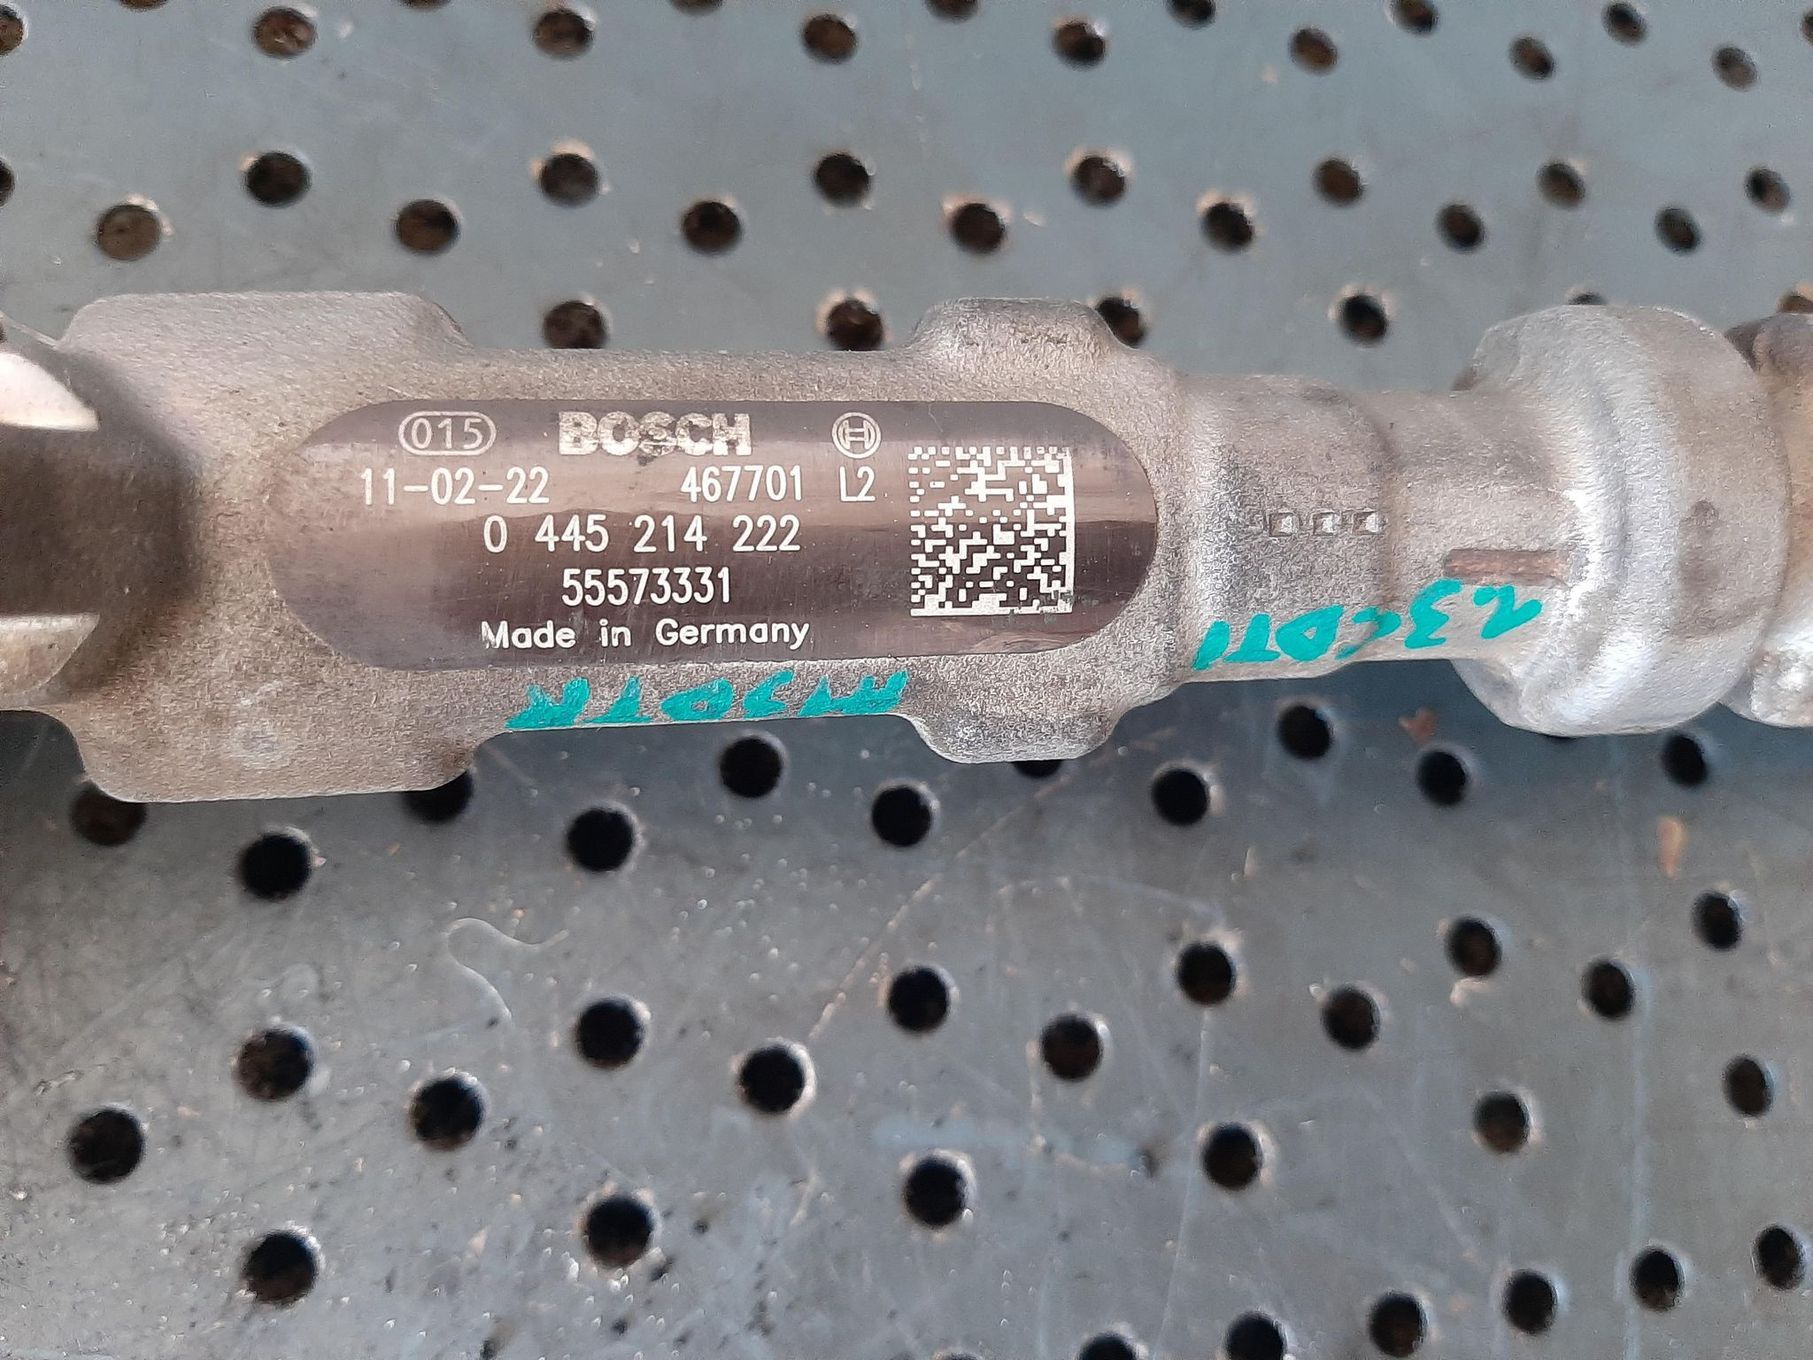 015 BOSCH
11-02-22 467701 L2
0 445 214 222
55573331
Made in Germany
1.3CDTI
A13DTR